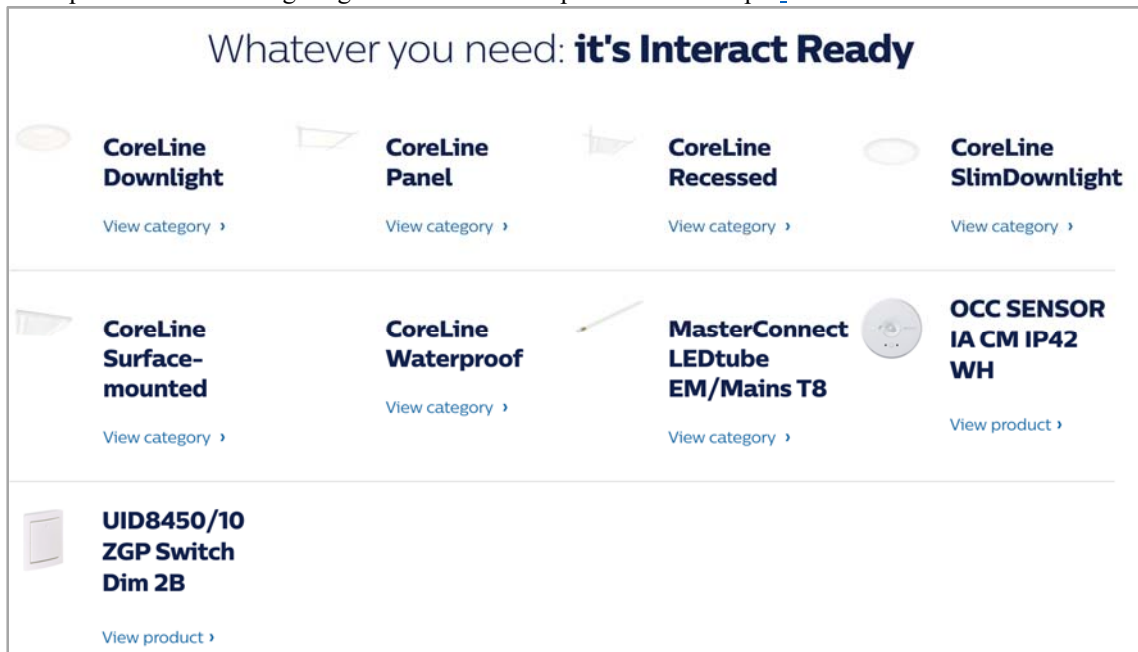 Whatever you need: it's Interact Ready
CoreLine
Downlight
View category ›
CoreLine
Panel
View category ›
CoreLine
Recessed
View category ›
CoreLine
SlimDownlight
View category ›
CoreLine
Surface-
mounted
View category ›
CoreLine
Waterproof
View category ›
MasterConnect
LEDtube
EM/Mains T8
View category ›
OCC SENSOR
IA CM IP42
WH
View product ›
UID8450/10
ZGP Switch
Dim 2B
View product ›